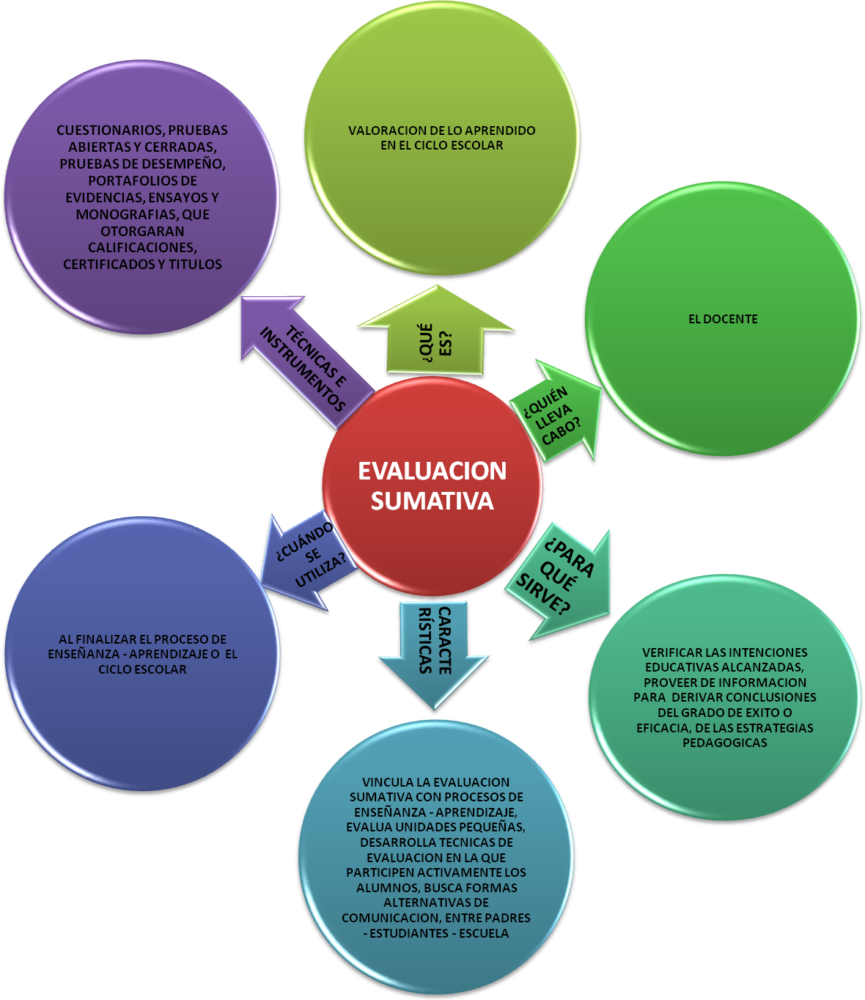 VALORACION DE LO APRENDIDO
EN EL CICLO ESCOLAR
CUESTIONARIOS, PRUEBAS
ABIERTAS Y CERRADAS,
PRUEBAS DE DESEMPEÑO,
PORTAFOLIOS DE
EVIDENCIAS, ENSAYOS Y
MONOGRAFIAS, QUE
OTORGARAN
CALIFICACIONES,
CERTIFICADOS Y TITULOS
EL DOCENTE
TÉCNICAS E
INSTRUMENTOS
¿QUÉ
ES?
¿QUIÉN
LLEVA
CABO?
EVALUACION
SUMATIVA
¿CUÁNDO
SE
UTILIZA?
¿PARA
QUÉ
SIRVE?
CARACTE
RÍSTICAS
AL FINALIZAR EL PROCESO DE
ENSEÑANZA - APRENDIZAJE O  EL
CICLO ESCOLAR
VERIFICAR LAS INTENCIONES
EDUCATIVAS ALCANZADAS,
PROVEER DE INFORMACION
PARA  DERIVAR CONCLUSIONES
DEL GRADO DE EXITO O
EFICACIA, DE LAS ESTRATEGIAS
PEDAGOGICAS
VINCULA LA EVALUACION
SUMATIVA CON PROCESOS DE
ENSEÑANZA - APRENDIZAJE,
EVALUA UNIDADES PEQUEÑAS,
DESARROLLA TECNICAS DE
EVALUACION EN LA QUE
PARTICIPEN ACTIVAMENTE LOS
ALUMNOS, BUSCA FORMAS
ALTERNATIVAS DE
COMUNICACION, ENTRE PADRES
- ESTUDIANTES - ESCUELA